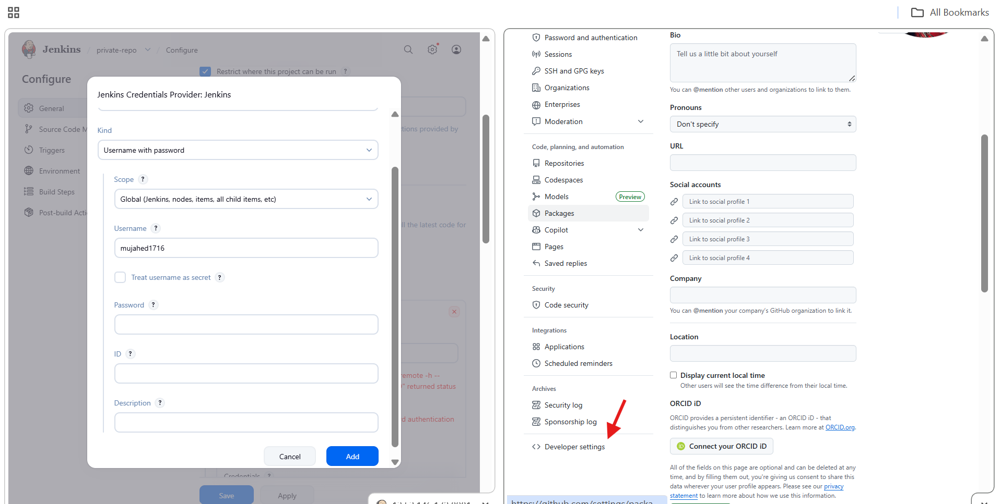 All Bookmarks
Jenkins / private-repo / Configure
Configure
General
Source Code M
Triggers
Environment
Build Steps
Post-build Acti
Restrict where this project can be run ?
tions provided by
ll the latest code for
remote -h --
" returned status
d authentication
Credentials ?
Save
Apply
Jenkins Credentials Provider: Jenkins
Kind
Username with password
Scope ?
Global (Jenkins, nodes, items, all child items, etc)
Username ?
mujahed1716
Treat username as secret ?
Password ?
ID ?
Description ?
Cancel
Add
Password and authentication
Sessions
SSH and GPG keys
Organizations
Enterprises
Moderation
Code, planning, and automation
Repositories
Codespaces
Models Preview
Packages
Copilot
Pages
Saved replies
Security
Code security
Integrations
Applications
Scheduled reminders
Archives
Security log
Sponsorship log
Developer settings
https://github.com/settings/packa
Bio
Tell us a little bit about yourself
You can @mention other users and organizations to link to them.
Pronouns
Don't specify
URL
Social accounts
Link to social profile 1
Link to social profile 2
Link to social profile 3
Link to social profile 4
Company
You can @mention your company's GitHub organization to link it.
Location
Display current local time
Other users will see the time difference from their local time.
ORCID iD
ORCID provides a persistent identifier - an ORCID iD - that
distinguishes you from other researchers. Learn more at ORCID.org.
iD Connect your ORCID iD
All of the fields on this page are optional and can be deleted at any
time, and by filling them out, you're giving us consent to share this
data wherever your user profile appears. Please see our privacy
statement to learn more about how we use this information.